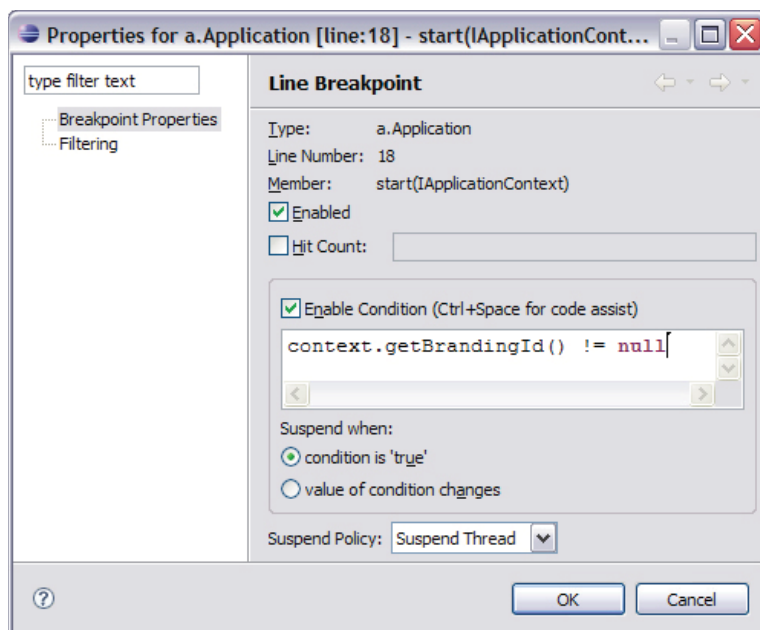 Properties for a.Application [line:18] - start(IApplicationCont...
type filter text
Breakpoint Properties
Filtering
Line Breakpoint
Type: a.Application
Line Number: 18
Member: start(IApplicationContext)
Enabled
Hit Count:
Enable Condition (Ctrl+Space for code assist)
context.getBrandingId() != null
Suspend when:
condition is 'true'
value of condition changes
Suspend Policy: Suspend Thread
?
OK Cancel